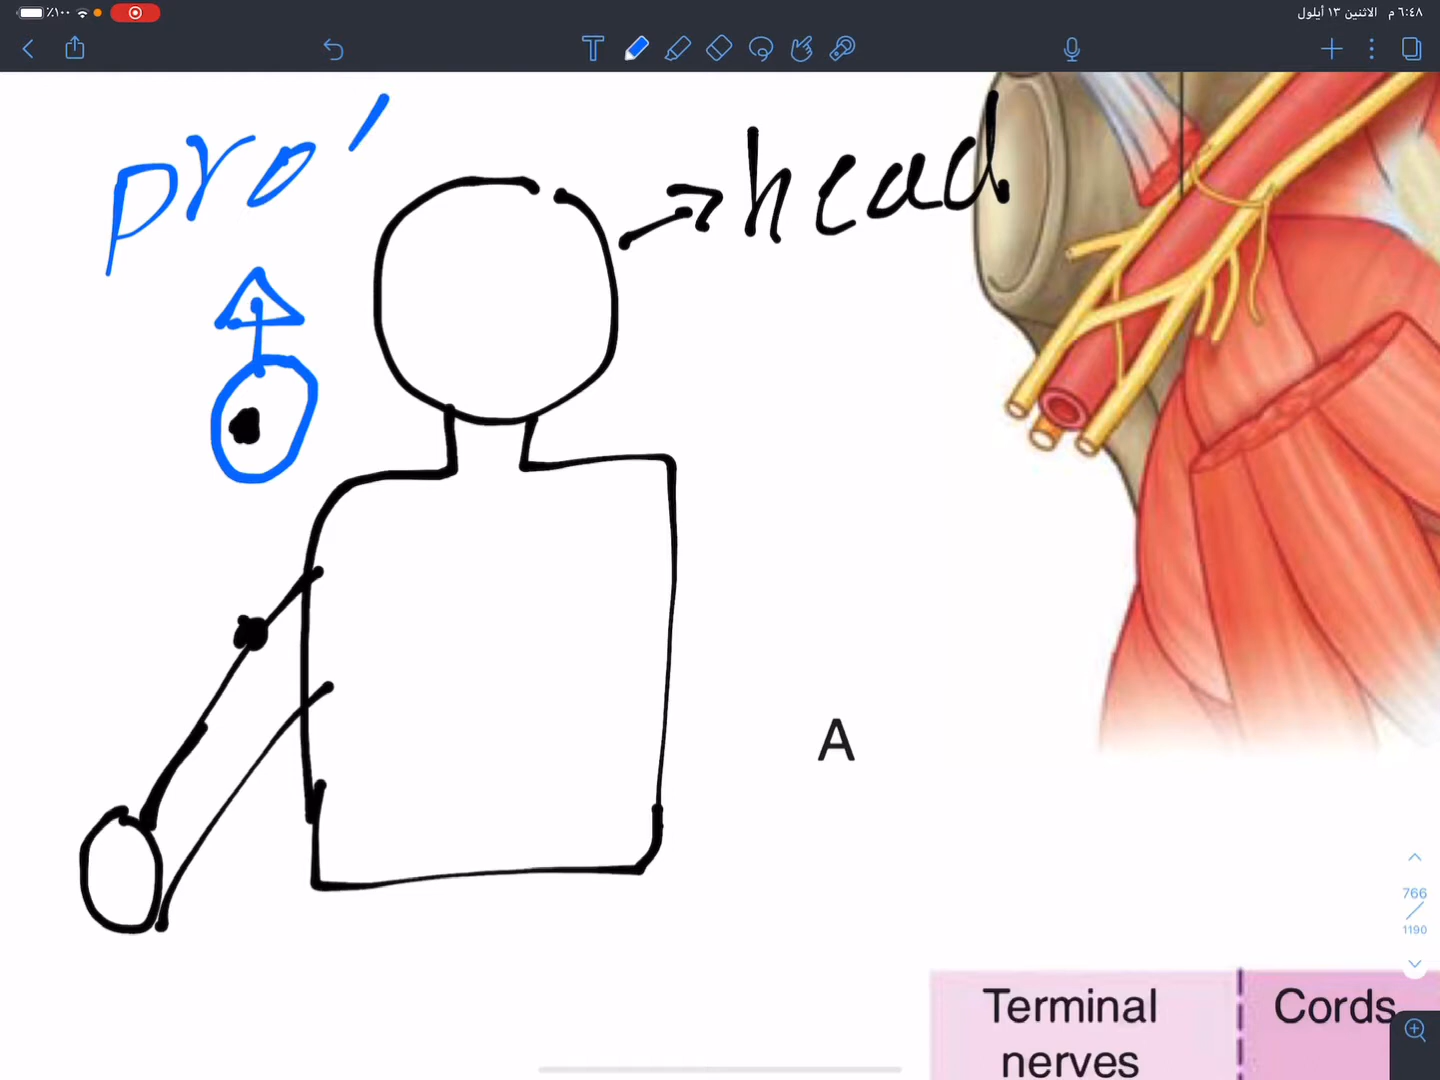 ٪١٠٠
٦:٤٨ م الاثنين ١٣ أيلول
T
pro'
head
A
766
1190
Terminal
nerves
Cords